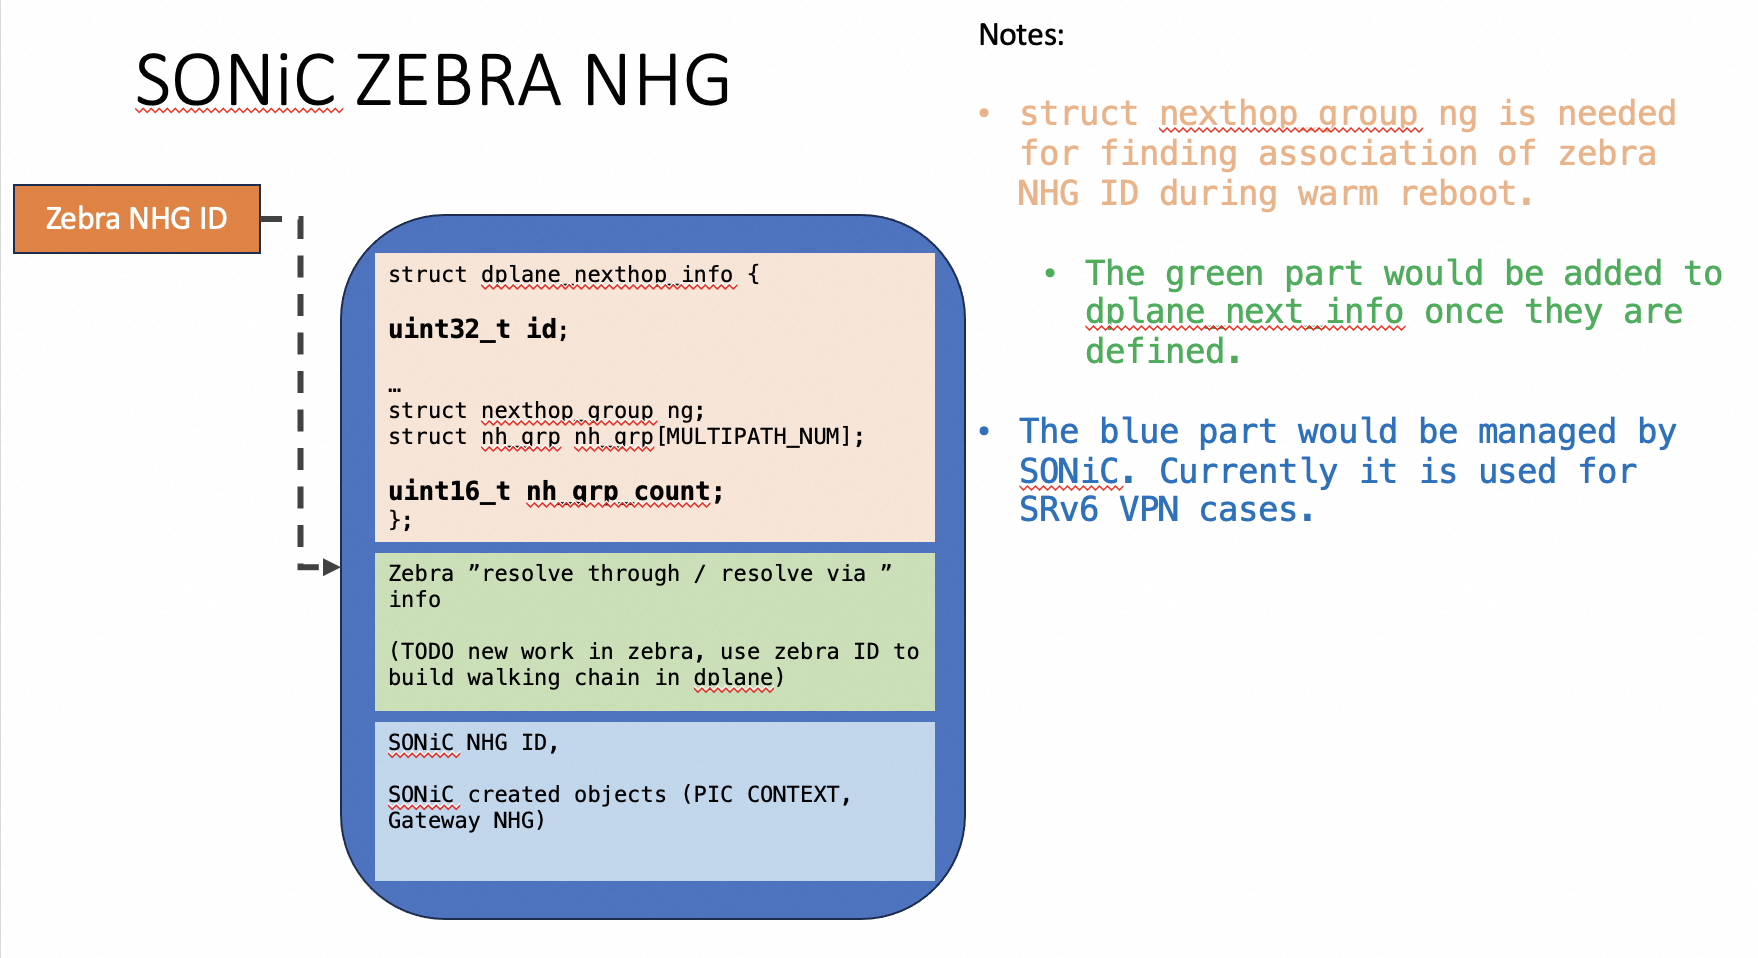 SONiC ZEBRA NHG
Zebra NHG ID
struct dplane_nexthop_info {
uint32_t id;
…
struct nexthop_group ng;
struct nh_grp nh_grp[MULTIPATH_NUM];
uint16_t nh_grp_count;
};
Zebra ”resolve through / resolve via ”
info
(TODO new work in zebra, use zebra ID to
build walking chain in dplane)
SONiC NHG ID,
SONiC created objects (PIC CONTEXT,
Gateway NHG)
Notes:
• struct nexthop_group ng is needed
for finding association of zebra
NHG ID during warm reboot.
• The green part would be added to
dplane_next_info once they are
defined.
• The blue part would be managed by
SONiC. Currently it is used for
SRv6 VPN cases.